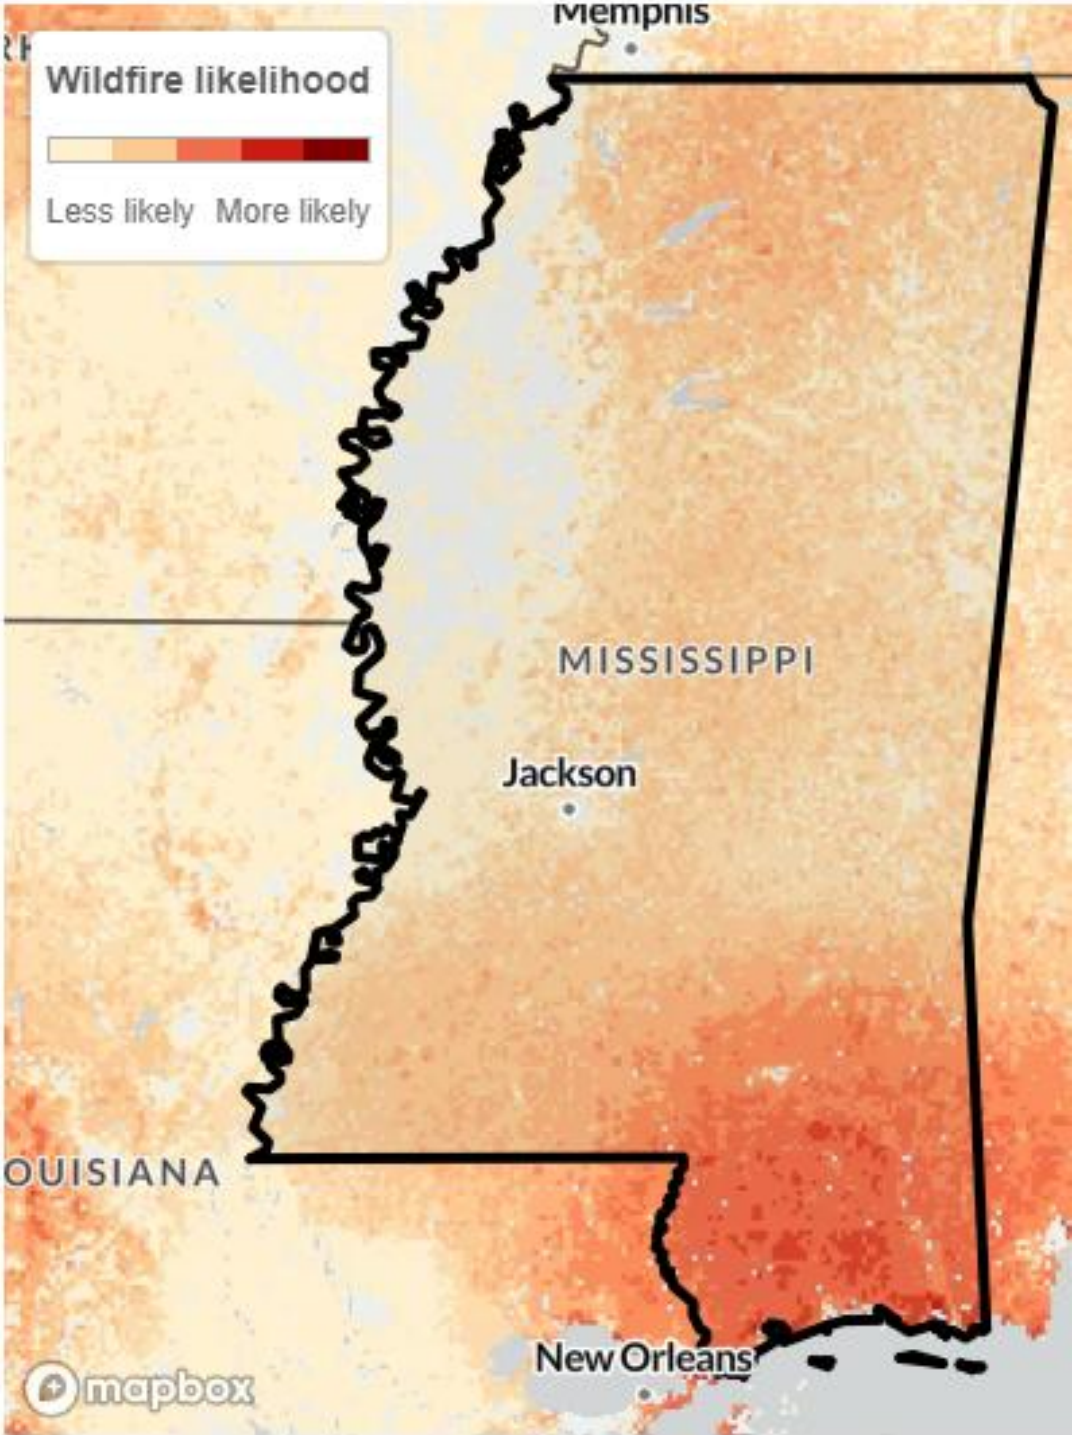 Memphis
Wildfire likelihood
Less likely More likely
MISSISSIPPI
Jackson
OUISIANA
New Orleans
mapbox